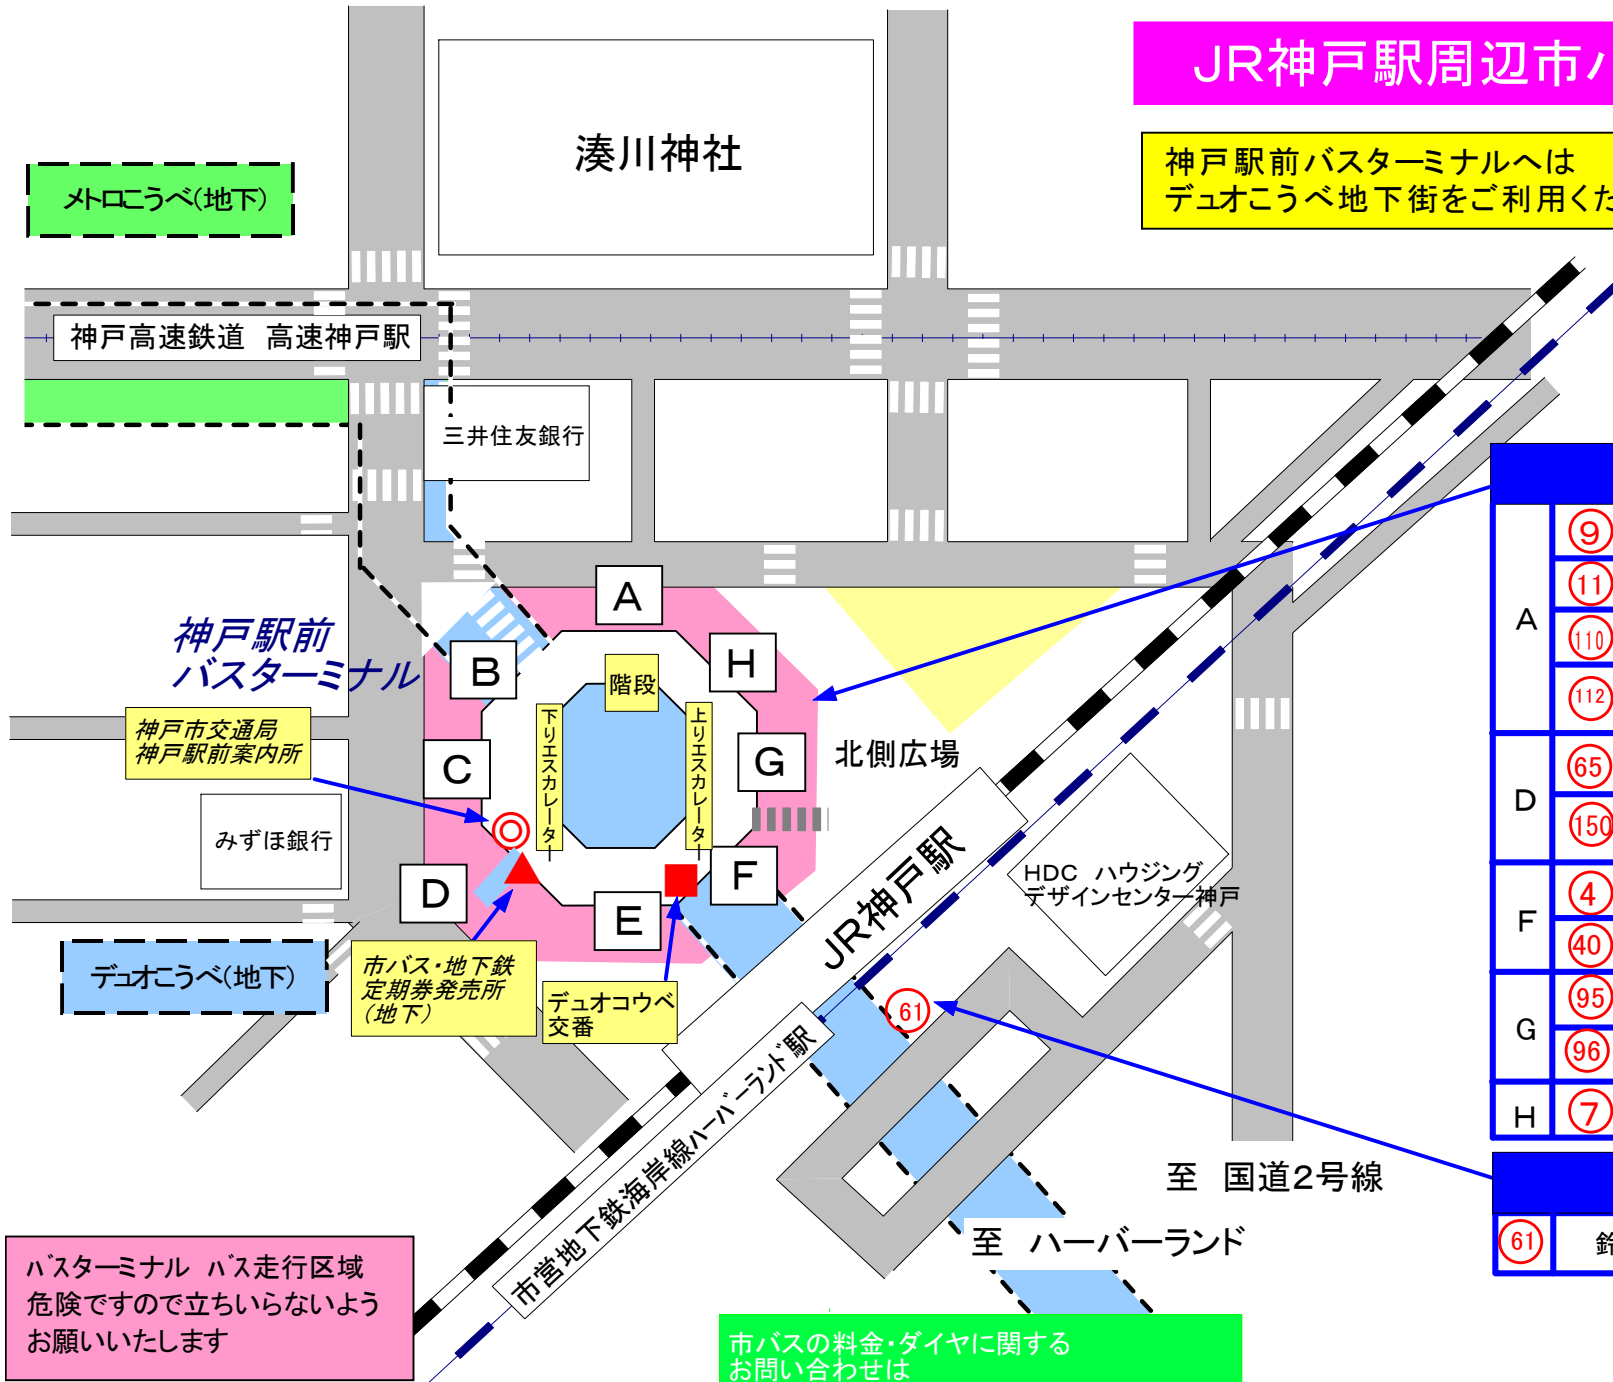 JR神戸駅周辺市バ
神戸駅前バスターミナルへは
デュオこうべ地下街をご利用くだ
湊川神社
メトロこうべ(地下)
神戸高速鉄道 高速神戸駅
三井住友銀行
神戸駅前
バスターミナル
神戸市交通局
神戸駅前案内所
みずほ銀行
A
B
C
D
E
F
G
H
階段
下りエスカレーター
上りエスカレーター
北側広場
デュオこうべ(地下)
市バス・地下鉄
定期券発売所
(地下)
デュオコウベ
交番
JR神戸駅
市営地下鉄海岸線ハーバーランド駅
HDC ハウジング
デザインセンター神戸
61
至 国道2号線
至 ハーバーランド
A
9
11
110
112
D
65
150
F
4
40
G
95
96
H
7
61
鈴
バスターミナル バス走行区域
危険ですので立ちいらないよう
お願いいたします
市バスの料金・ダイヤに関する
お問い合わせは